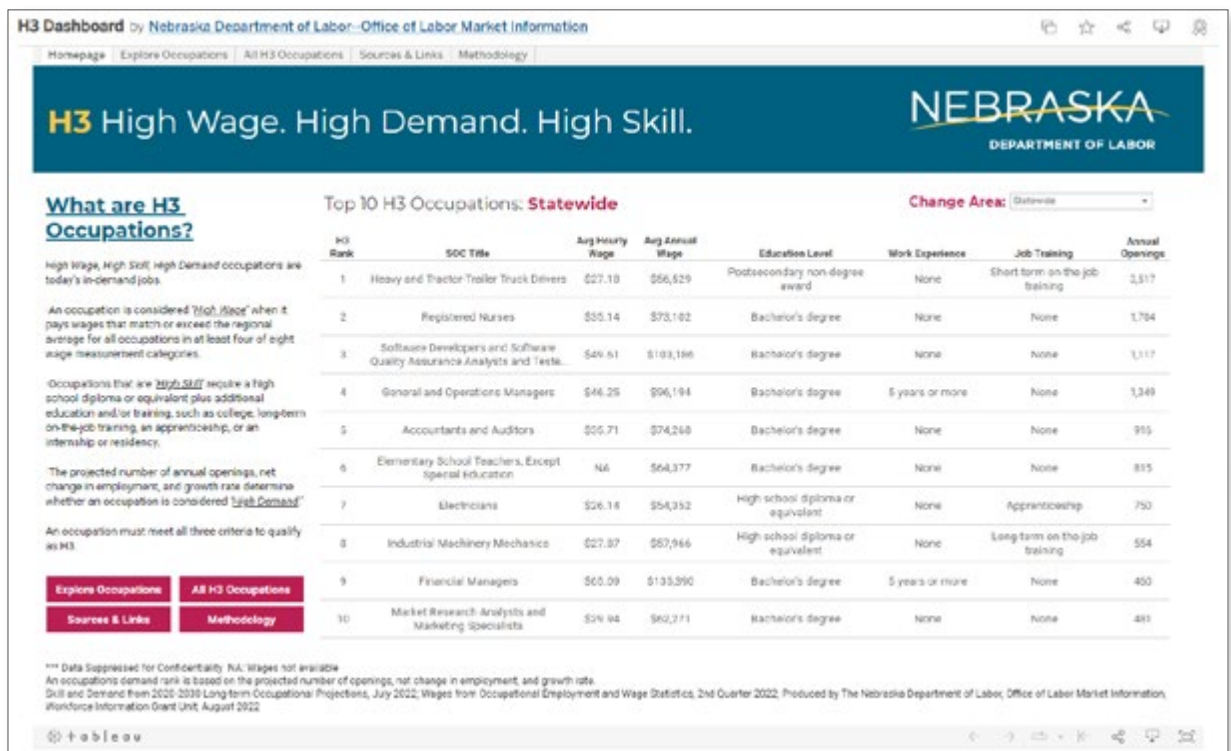 H3 Dashboard by Nebraska Department of Labor--Office of Labor Market Information
Homepage Explore Occupations All H3 Occupations Sources & Links Methodology
H3 High Wage. High Demand. High Skill.
NEBRASKA
DEPARTMENT OF LABOR
What are H3
Occupations?
High Wage, High Skill, High Demand occupations are
today's in-demand jobs.
An occupation is considered "High Wage" when it
pays wages that match or exceed the regional
average for all occupations in at least four of eight
wage measurement categories.
Occupations that are "High Skill" require a high
school diploma or equivalent plus additional
education and/or training, such as college, long-term
on-the-job training, an apprenticeship, or an
internship or residency.
The projected number of annual openings, net
change in employment, and growth rate determine
whether an occupation is considered "High Demand"
An occupation must meet all three criteria to qualify
as H3.
Explore Occupations All H3 Occupations
Sources & Links Methodology
Top 10 H3 Occupations: Statewide
Change Area: Statewide
H3 Rank SOC Title Avg Hourly Wage Avg Annual Wage Education Level Work Experience Job Training Annual Openings
1 Heavy and Tractor Trailer Truck Drivers $27.18 $56,529 Postsecondary non-degree award None Short term on the job training 3,517
2 Registered Nurses $35.14 $73,102 Bachelor's degree None None 1,784
3 Software Developers and Software Quality Assurance Analysts and Teste... $49.61 $103,186 Bachelor's degree None None 1,117
4 General and Operations Managers $46.25 $96,194 Bachelor's degree 5 years or more None 1,349
5 Accountants and Auditors $35.71 $74,268 Bachelor's degree None None 915
6 Elementary School Teachers, Except Special Education NA $64,377 Bachelor's degree None None 815
7 Electricians $26.14 $54,352 High school diploma or equivalent None Apprenticeship 750
8 Industrial Machinery Mechanics $27.87 $57,966 High school diploma or equivalent None Long term on the job training 554
9 Financial Managers Bachelor's degree 5 years or more None 460
10 Market Research Analysts and Marketing Specialists $29.94 $62,271 Bachelor's degree None None 481
*** Data Suppressed for Confidentiality NA: Wages not available
An occupations demand rank is based on the projected number of openings, net change in employment, and growth rate.
Skill and Demand from 2020-2030 Long-term Occupational Projections, July 2022; Wages from Occupational Employment and Wage Statistics, 2nd Quarter 2022; Produced by The Nebraska Department of Labor, Office of Labor Market Information,
Workforce Information Grant Unit, August 2022
+ableau